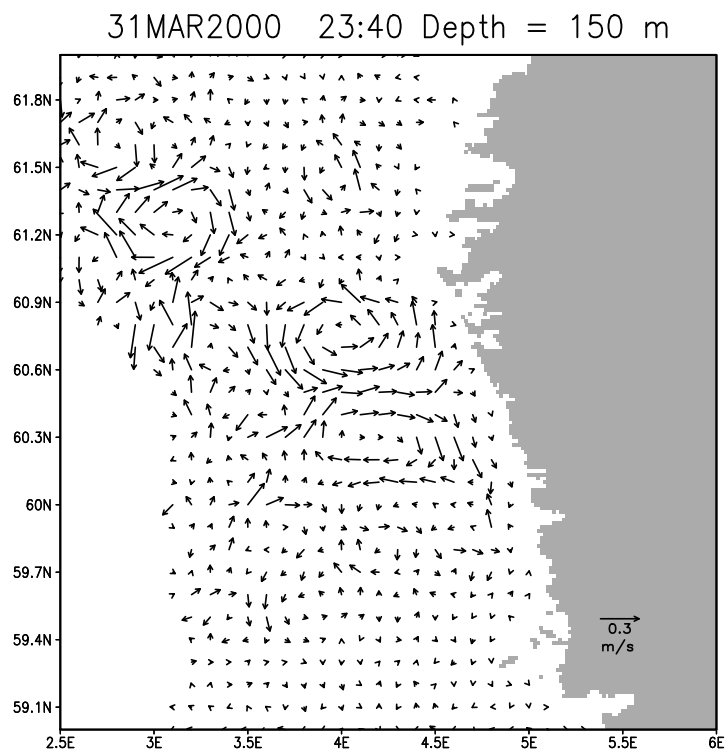 31MAR2000 23:40 Depth = 150 m
61.8N
61.5N
61.2N
60.9N
60.6N
60.3N
60N
59.7N
59.4N
59.1N
0.3
m/s
2.5E 3E 3.5E 4E 4.5E 5E 5.5E 6E